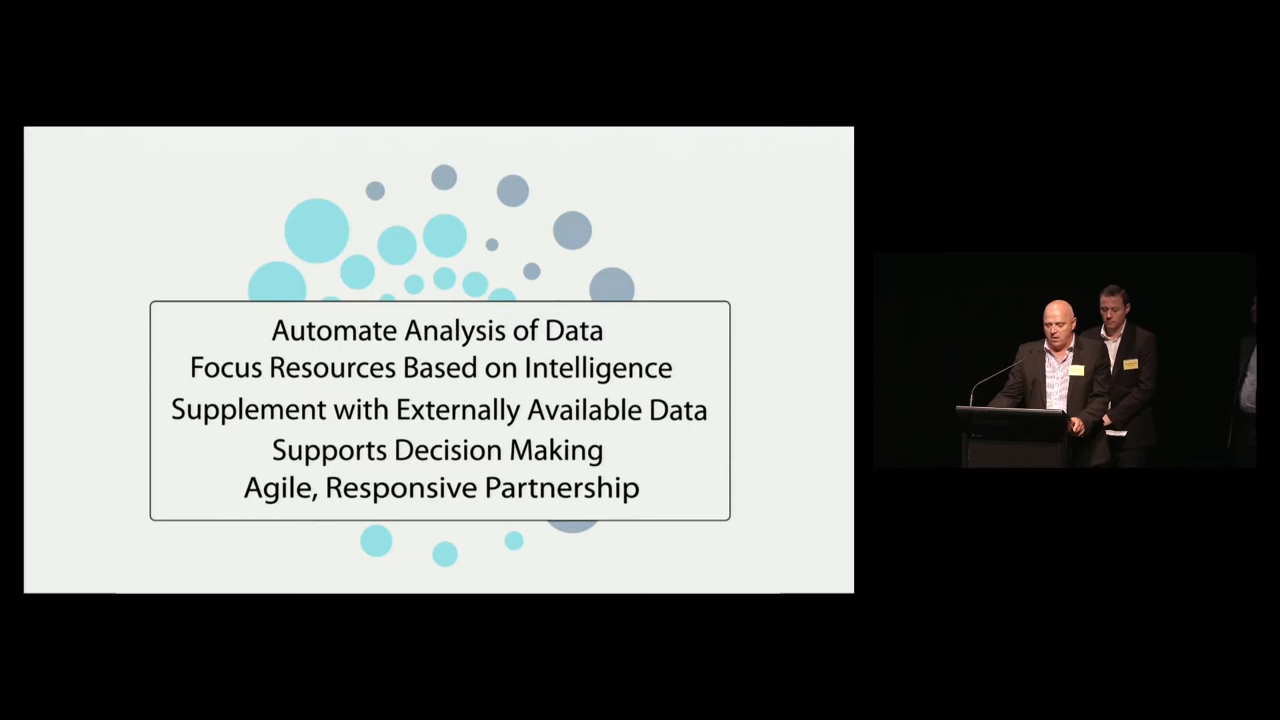 Automate Analysis of Data
Focus Resources Based on Intelligence
Supplement with Externally Available Data
Supports Decision Making
Agile, Responsive Partnership